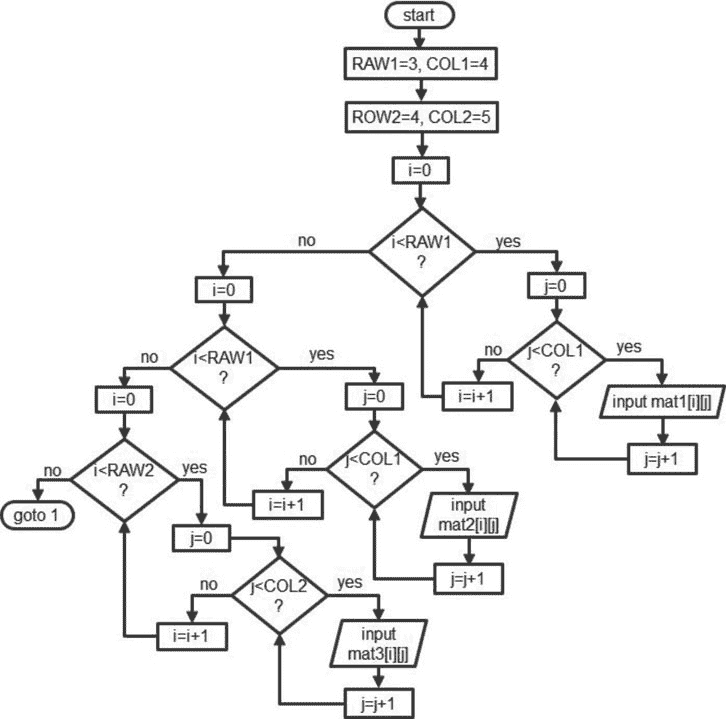 start
RAW1=3, COL1=4
ROW2=4, COL2=5
i=0
i<RAW1
?
no
yes
i=0
j=0
i<RAW1
?
no
yes
j<COL1
?
no
yes
i=0
j=0
i=i+1
input mat1[i][j]
i<RAW2
?
no
yes
j<COL1
?
no
yes
j=j+1
goto 1
j=0
i=i+1
input
mat2[i][j]
j<COL2
?
no
yes
j=j+1
i=i+1
input
mat3[i][j]
j=j+1